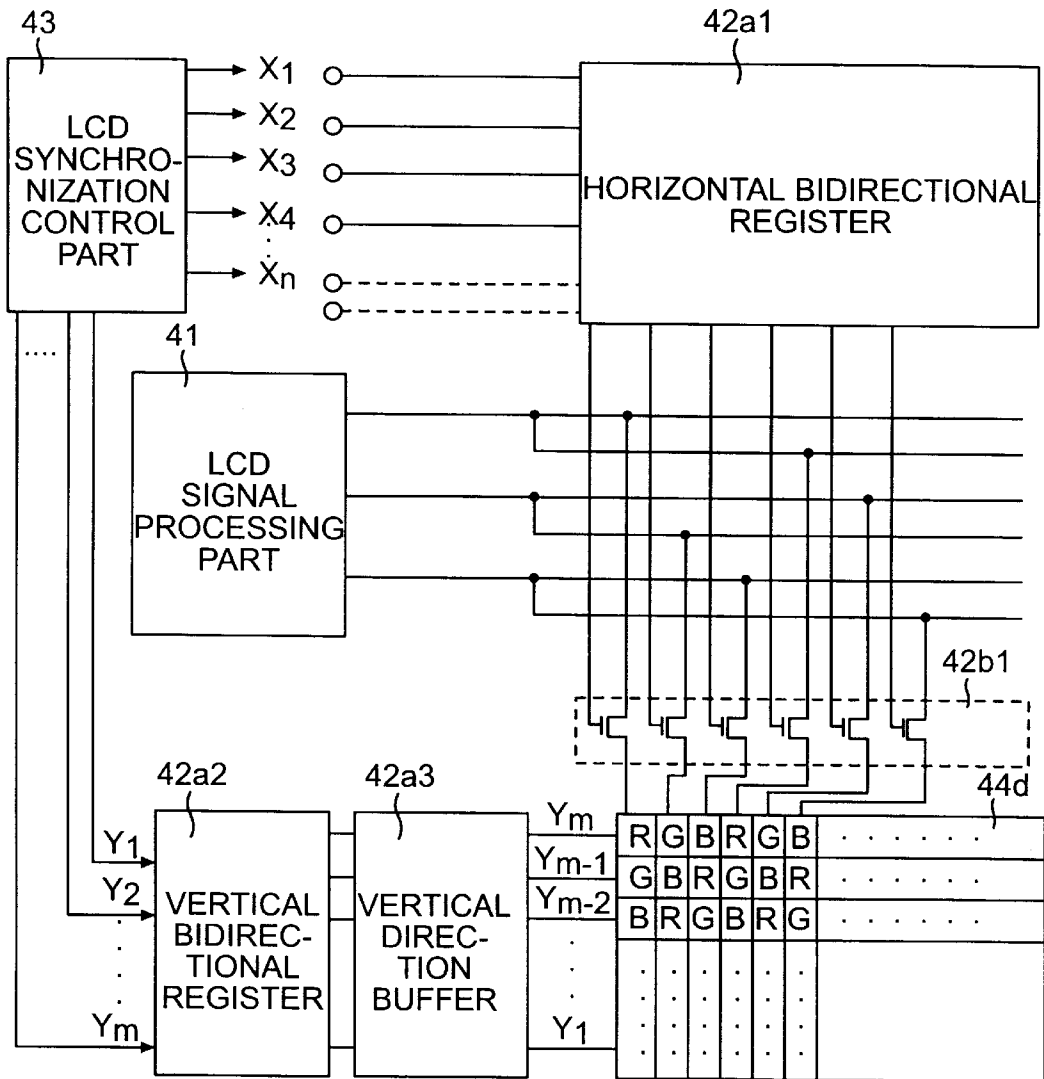 43
LCD
SYNCHRO-
NIZATION
CONTROL
PART
X1
X2
X3
X4
Xn
42a1
HORIZONTAL BIDIRECTIONAL
REGISTER
41
LCD
SIGNAL
PROCESSING
PART
42b1
42a2
VERTICAL
BIDIREC-
TIONAL
REGISTER
Y1
Y2
Ym
42a3
VERTICAL
DIREC-
TION
BUFFER
Ym
Ym-1
Ym-2
Y1
44d
R G B R G B
G B R G B R
B R G B R G